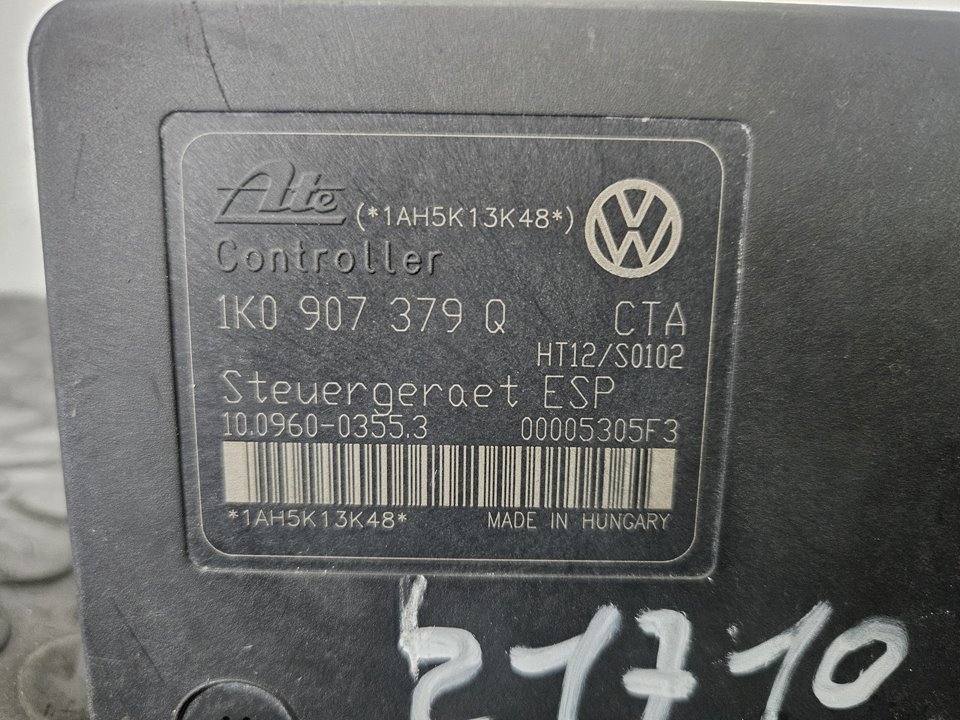 Ate (*1AH5K13K48*)
Controller
1K0 907 379 Q CTA
HT12/S0102
Steuergeraet ESP
10.0960-0355.3 00005305F3
*1AH5K13K48* MADE IN HUNGARY
21710